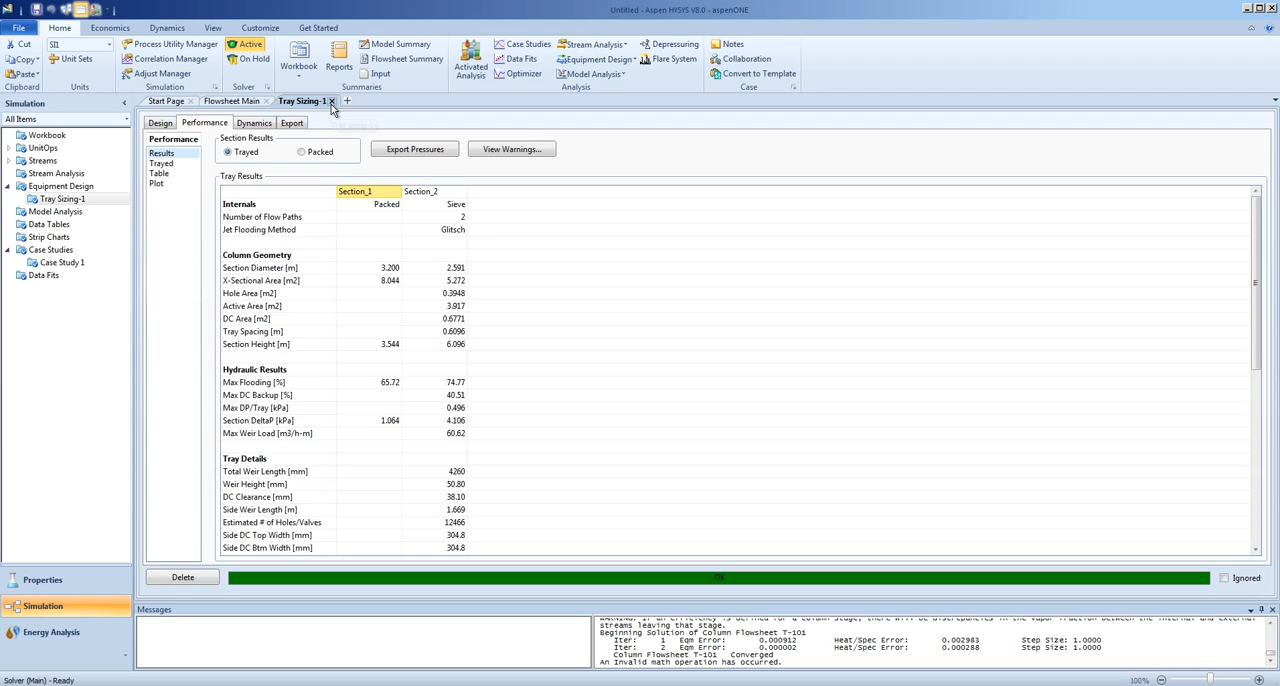 Untitled - Aspen HYSYS V8.0 - aspenONE
File Home Economics Dynamics View Customize Get Started
Cut SI1 Process Utility Manager Active Model Summary Case Studies Stream Analysis Depressuring Notes
Copy Unit Sets Correlation Manager On Hold Workbook Reports Flowsheet Summary Activated Analysis Data Fits Equipment Design Flare System Collaboration
Paste Adjust Manager Input Optimizer Model Analysis Convert to Template
Clipboard Units Simulation Solver Summaries Analysis Case
Simulation Start Page Flowsheet Main Tray Sizing-1
All Items
Workbook
UnitOps
Streams
Stream Analysis
Equipment Design
Tray Sizing-1
Model Analysis
Data Tables
Strip Charts
Case Studies
Case Study 1
Data Fits
Properties
Simulation
Energy Analysis
Design Performance Dynamics Export
Performance
Results
Trayed
Table
Plot
Section Results
Trayed Packed Export Pressures View Warnings...
Tray Results
Section_1 Section_2
Internals Packed Sieve
Number of Flow Paths 2
Jet Flooding Method Glitsch
Column Geometry
Section Diameter [m] 3.200 2.591
X-Sectional Area [m2] 8.044 5.272
Hole Area [m2] 0.3948
Active Area [m2] 3.917
DC Area [m2] 0.6771
Tray Spacing [m] 0.6096
Section Height [m] 3.544 6.096
Hydraulic Results
Max Flooding [%] 65.72 74.77
Max DC Backup [%] 40.51
Max DP/Tray [kPa] 0.496
Section DeltaP [kPa] 1.064 4.106
Max Weir Load [m3/h-m] 60.62
Tray Details
Total Weir Length [mm] 4260
Weir Height [mm] 50.80
DC Clearance [mm] 38.10
Side Weir Length [m] 1.669
Estimated # of Holes/Valves 12466
Side DC Top Width [mm] 304.8
Side DC Btm Width [mm] 304.8
Delete OK Ignored
Messages
streams leaving that stage.
Beginning Solution of Column Flowsheet T-101
Iter: 1 Eqm Error: 0.000912 Heat/Spec Error: 0.002983 Step Size: 1.0000
Iter: 2 Eqm Error: 0.000002 Heat/Spec Error: 0.000288 Step Size: 1.0000
Column Flowsheet T-101 Converged
An Invalid math operation has occurred.
Solver (Main) - Ready 100%